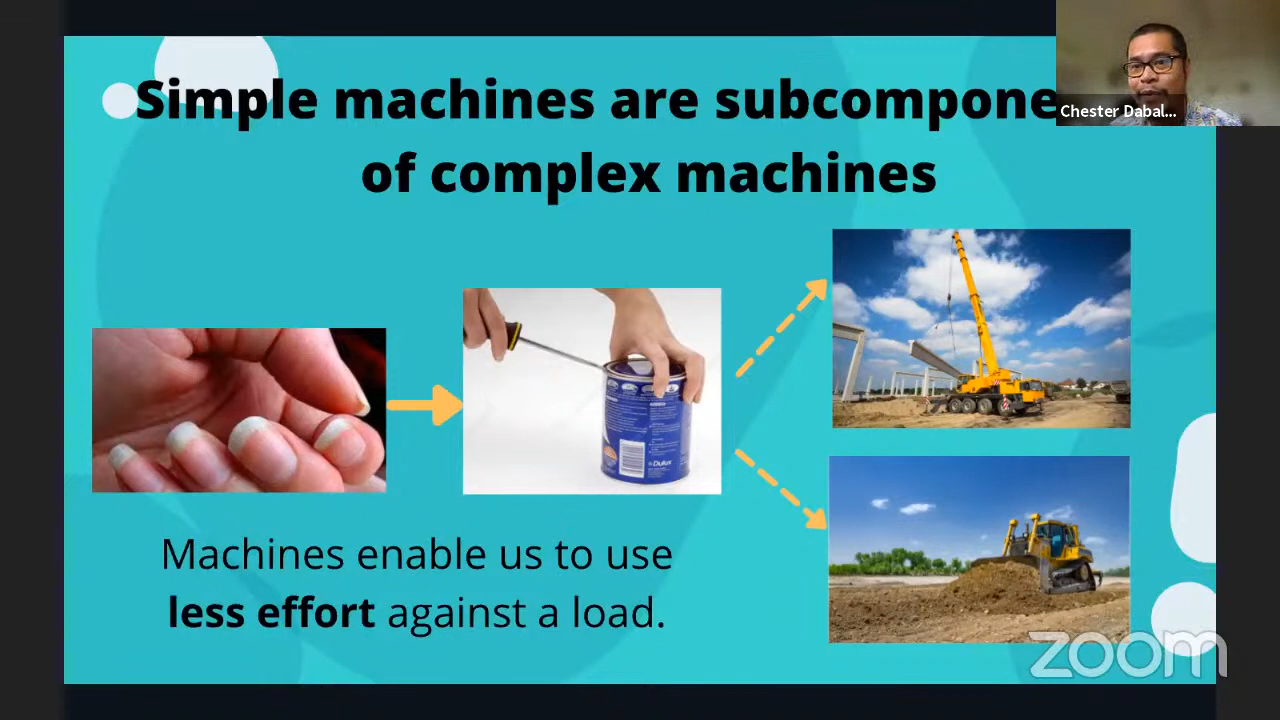 Simple machines are subcompone
of complex machines
Chester Dabal...
Dulux
Machines enable us to use
less effort against a load.
zoom